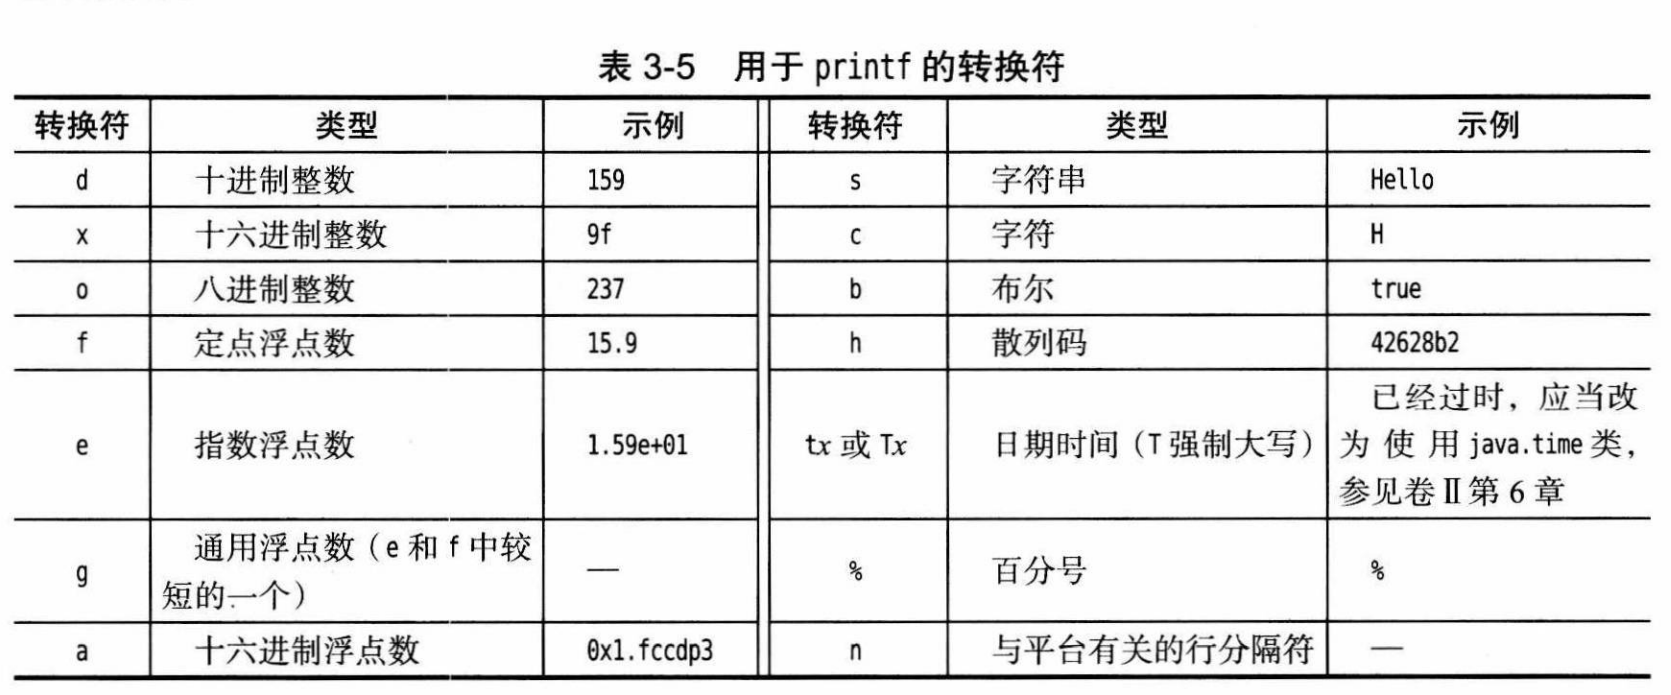 表 3-5 用于 printf 的转换符
转换符 类型 示例 转换符 类型 示例
d 十进制整数 159 s 字符串 Hello
x 十六进制整数 9f c 字符 H
o 八进制整数 237 b 布尔 true
f 定点浮点数 15.9 h 散列码 42628b2
e 指数浮点数 1.59e+01 tx 或 Tx 日期时间（T 强制大写） 已经过时，应当改
为使用 java.time 类，
参见卷Ⅱ第 6 章
g 通用浮点数（e 和 f 中较
短的一个） — % 百分号 %
a 十六进制浮点数 0x1.fccdp3 n 与平台有关的行分隔符 —